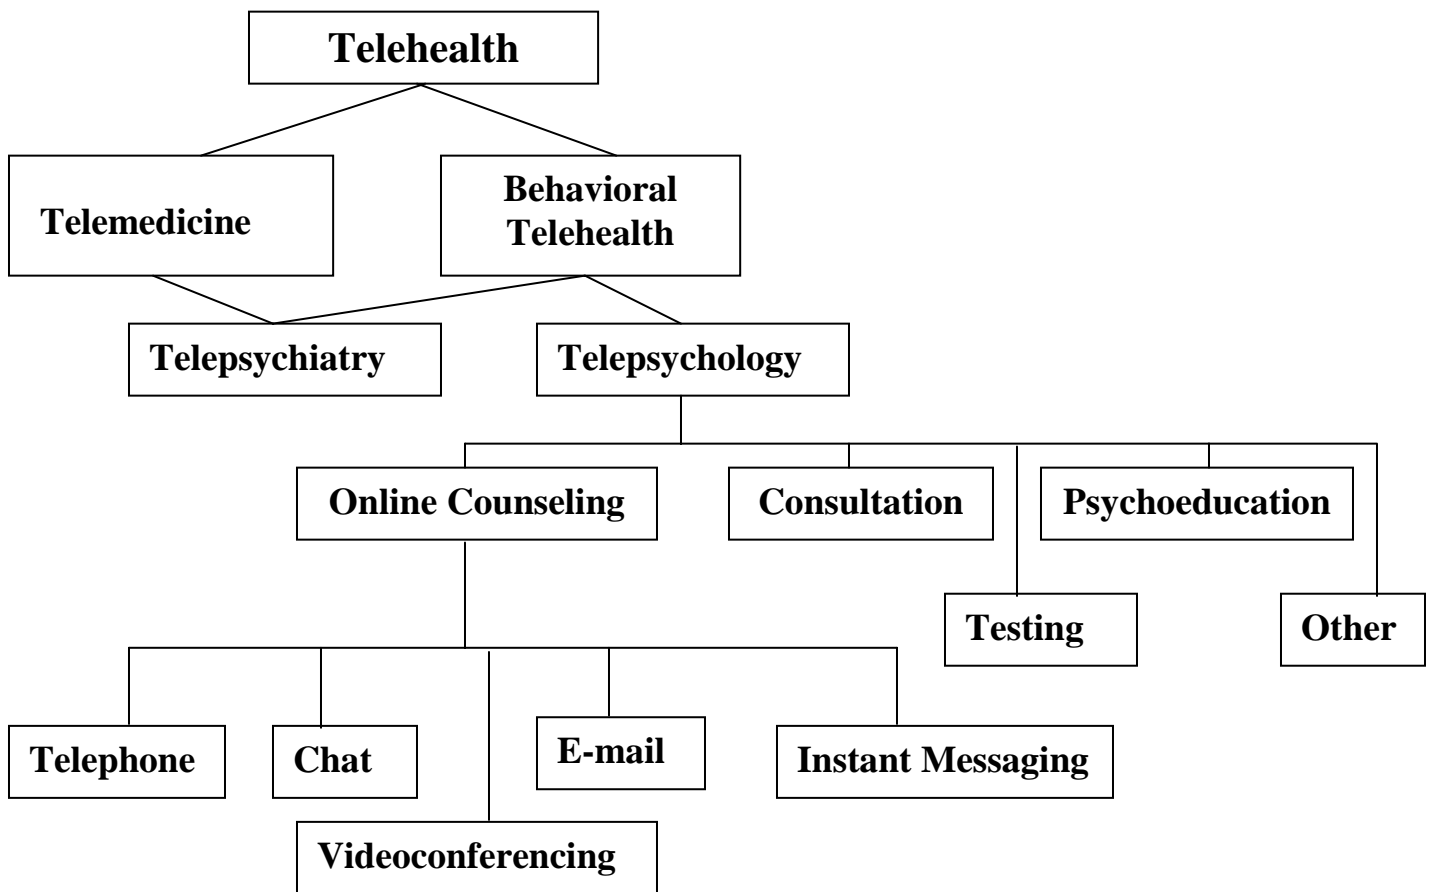 Telehealth
Telemedicine
Behavioral
Telehealth
Telepsychiatry
Telepsychology
Online Counseling
Consultation
Psychoeducation
Testing
Other
Telephone
Chat
E-mail
Instant Messaging
Videoconferencing